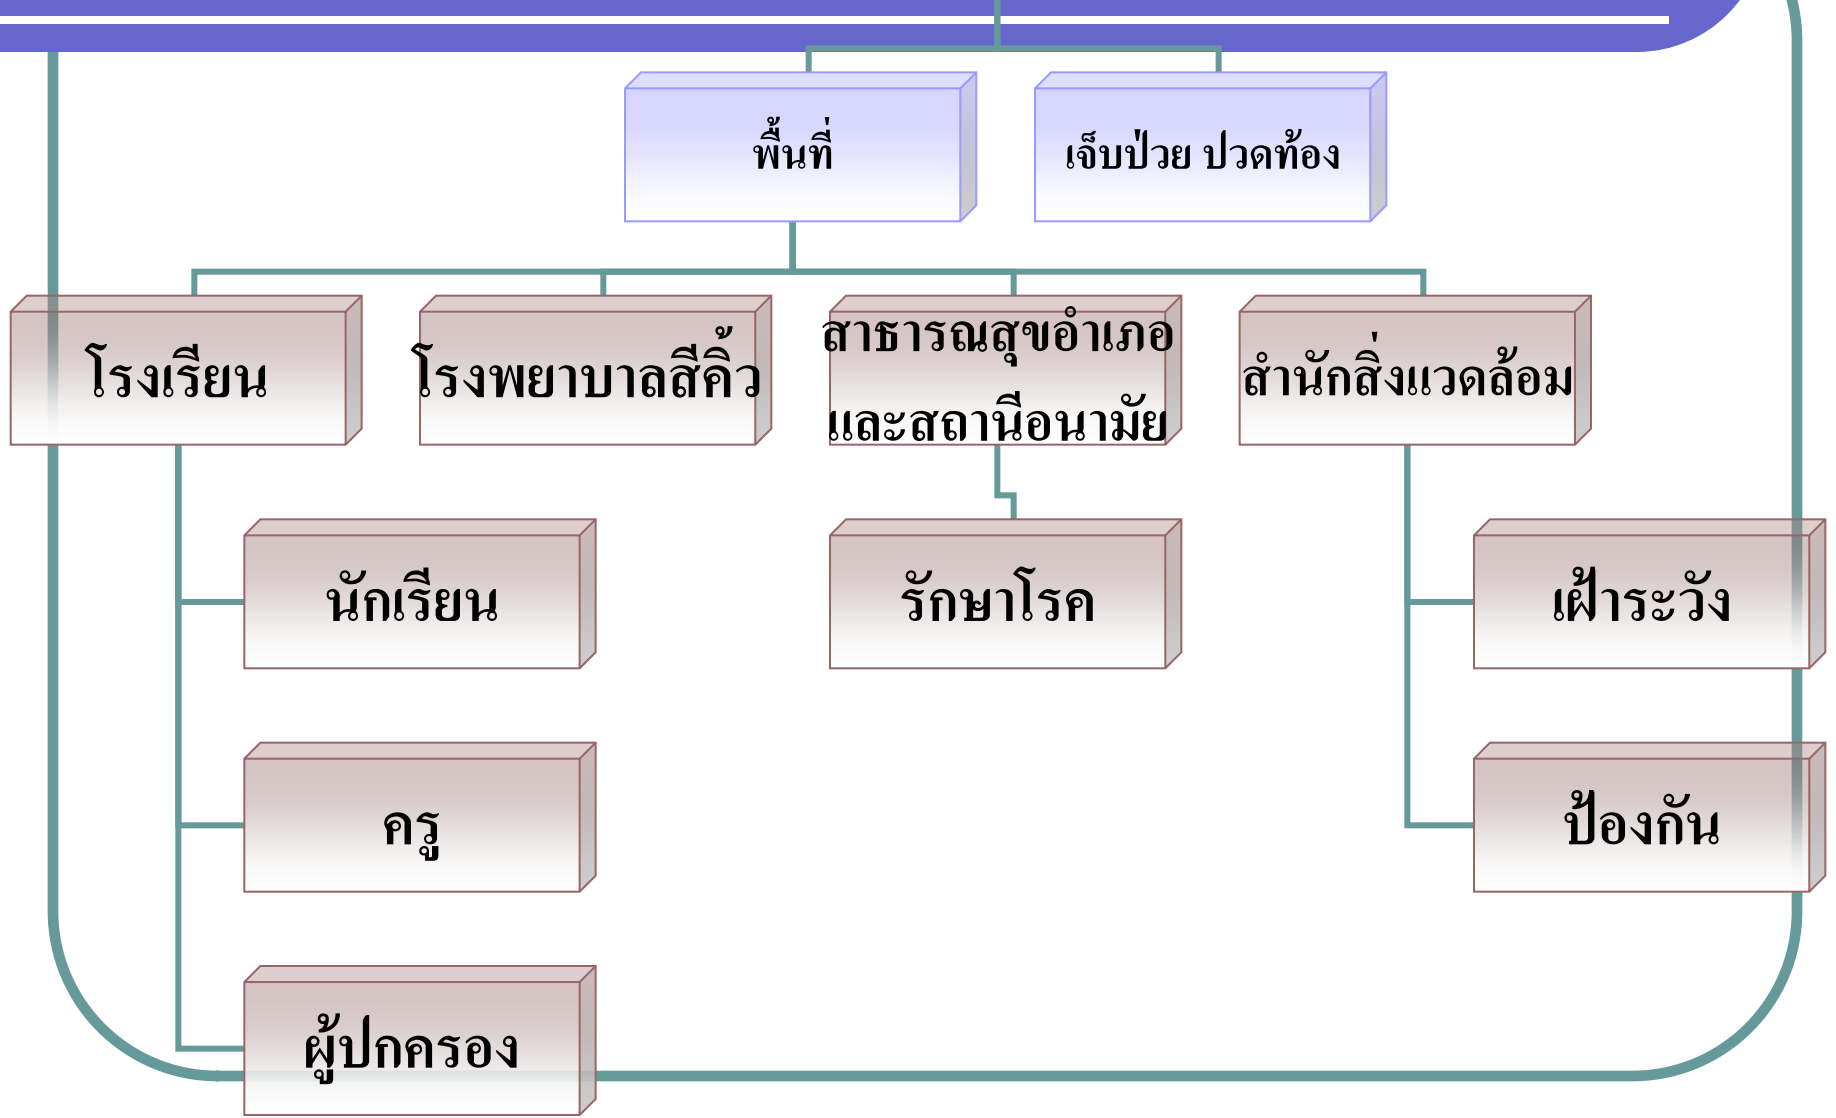 พื้นที่
เจ็บป่วย ปวดท้อง
โรงเรียน
โรงพยาบาลสีคิ้ว
สาธารณสุขอำเภอ
และสถานีอนามัย
สำนักสิ่งแวดล้อม
นักเรียน
รักษาโรค
เฝ้าระวัง
ครู
ป้องกัน
ผู้ปกครอง